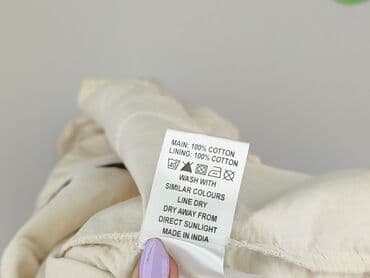 MAIN: 100% COTTON
LINING: 100% COTTON
WASH WITH
SIMILAR COLOURS
LINE DRY
DRY AWAY FROM
DIRECT SUNLIGHT
MADE IN INDIA